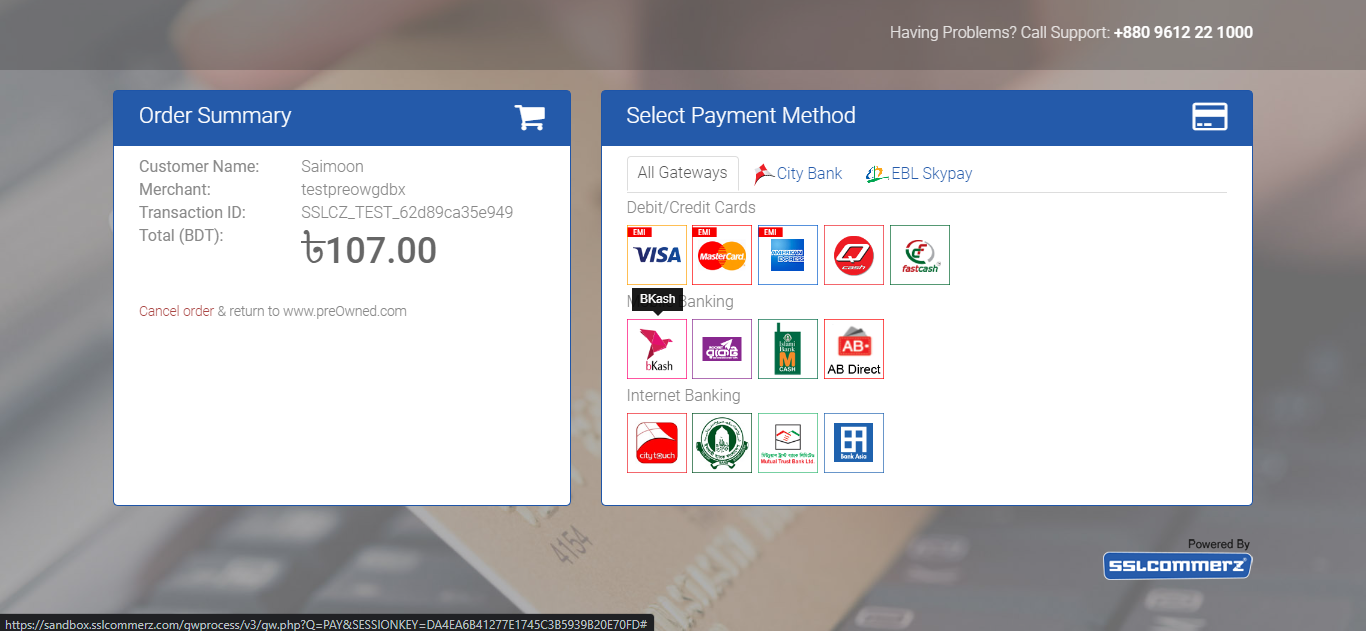 Having Problems? Call Support: +880 9612 22 1000
Order Summary
Customer Name: Saimoon
Merchant: testpreowgdbx
Transaction ID: SSLCZ_TEST_62d89ca35e949
Total (BDT): ৳107.00
Cancel order & return to www.preOwned.com
Select Payment Method
All Gateways City Bank EBL Skypay
Debit/Credit Cards
EMI EMI EMI
VISA MasterCard AMERICAN EXPRESS Q cash fastcash
BKash
Banking
bKash রকেট Islami Bank M CASH AB AB Direct
Internet Banking
city touch Mutual Trust Bank Ltd. Bank Asia
4154
Powered By
SSLCOMMERZ
https://sandbox.sslcommerz.com/gwprocess/v3/gw.php?Q=PAY&SESSIONKEY=DA4EA6B41277E1745C3B5939B20E70FD#